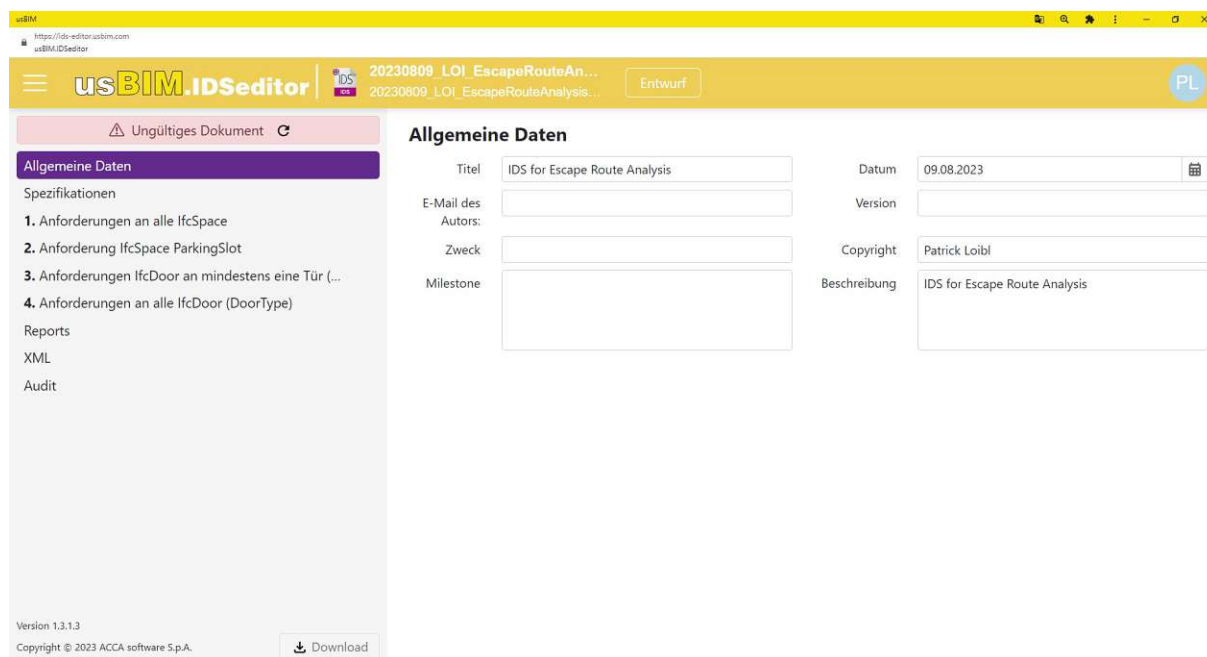 usBIM
https://ids-editor.usbim.com
usBIM.IDSeditor
usBIM.IDSeditor
IDS
IDS
20230809_LOI_EscapeRouteAn...
20230809_LOI_EscapeRouteAnalysis...
Entwurf
PL
Ungültiges Dokument
Allgemeine Daten
Spezifikationen
1. Anforderungen an alle IfcSpace
2. Anforderung IfcSpace ParkingSlot
3. Anforderungen IfcDoor an mindestens eine Tür (...
4. Anforderungen an alle IfcDoor (DoorType)
Reports
XML
Audit
Version 1.3.1.3
Copyright © 2023 ACCA software S.p.A.
Download
Allgemeine Daten
Titel IDS for Escape Route Analysis
Datum 09.08.2023
E-Mail des
Autors:
Version
Zweck
Copyright Patrick Loibl
Milestone
Beschreibung IDS for Escape Route Analysis